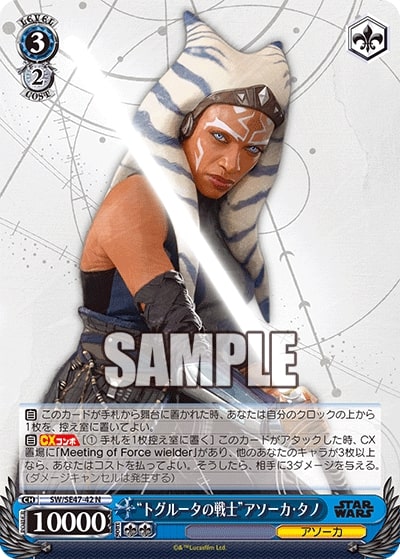 LEVEL
3
2
COST
SAMPLE
自 このカードが手札から舞台に置かれた時、あなたは自分のクロックの上から
1枚を、控え室に置いてよい。
自 CXコンボ [① 手札を1枚控え室に置く] このカードがアタックした時、CX
置場に「Meeting of Force wielder」があり、他のあなたのキャラが3枚以上
なら、あなたはコストを払ってよい。そうしたら、相手に3ダメージを与える。
(ダメージキャンセルは発生する)
CH SW/SE47-42 N
"トグルータの戦士"アソーカ・タノ
STAR WARS
10000
アソーカ
©&™Lucasfilm Ltd.